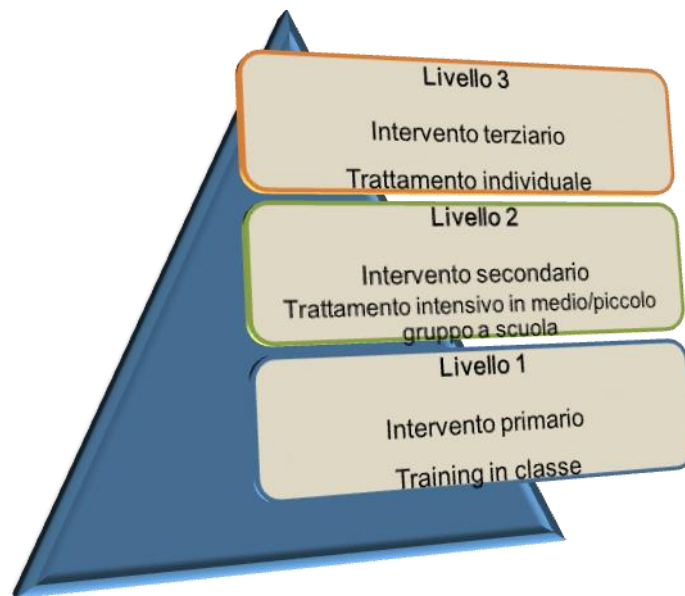 Livello 3
Intervento terziario
Trattamento individuale
Livello 2
Intervento secondario
Trattamento intensivo in medio/piccolo
gruppo a scuola
Livello 1
Intervento primario
Training in classe